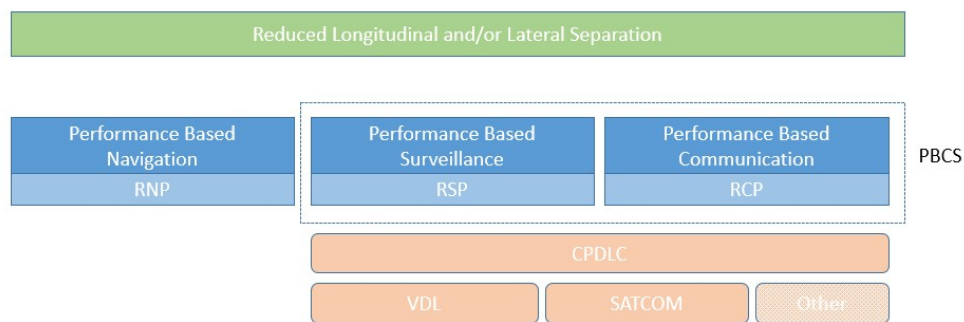 Reduced Longitudinal and/or Lateral Separation
Performance Based
Navigation
RNP
Performance Based
Surveillance
RSP
Performance Based
Communication
RCP
PBCS
CPDLC
VDL
SATCOM
Other